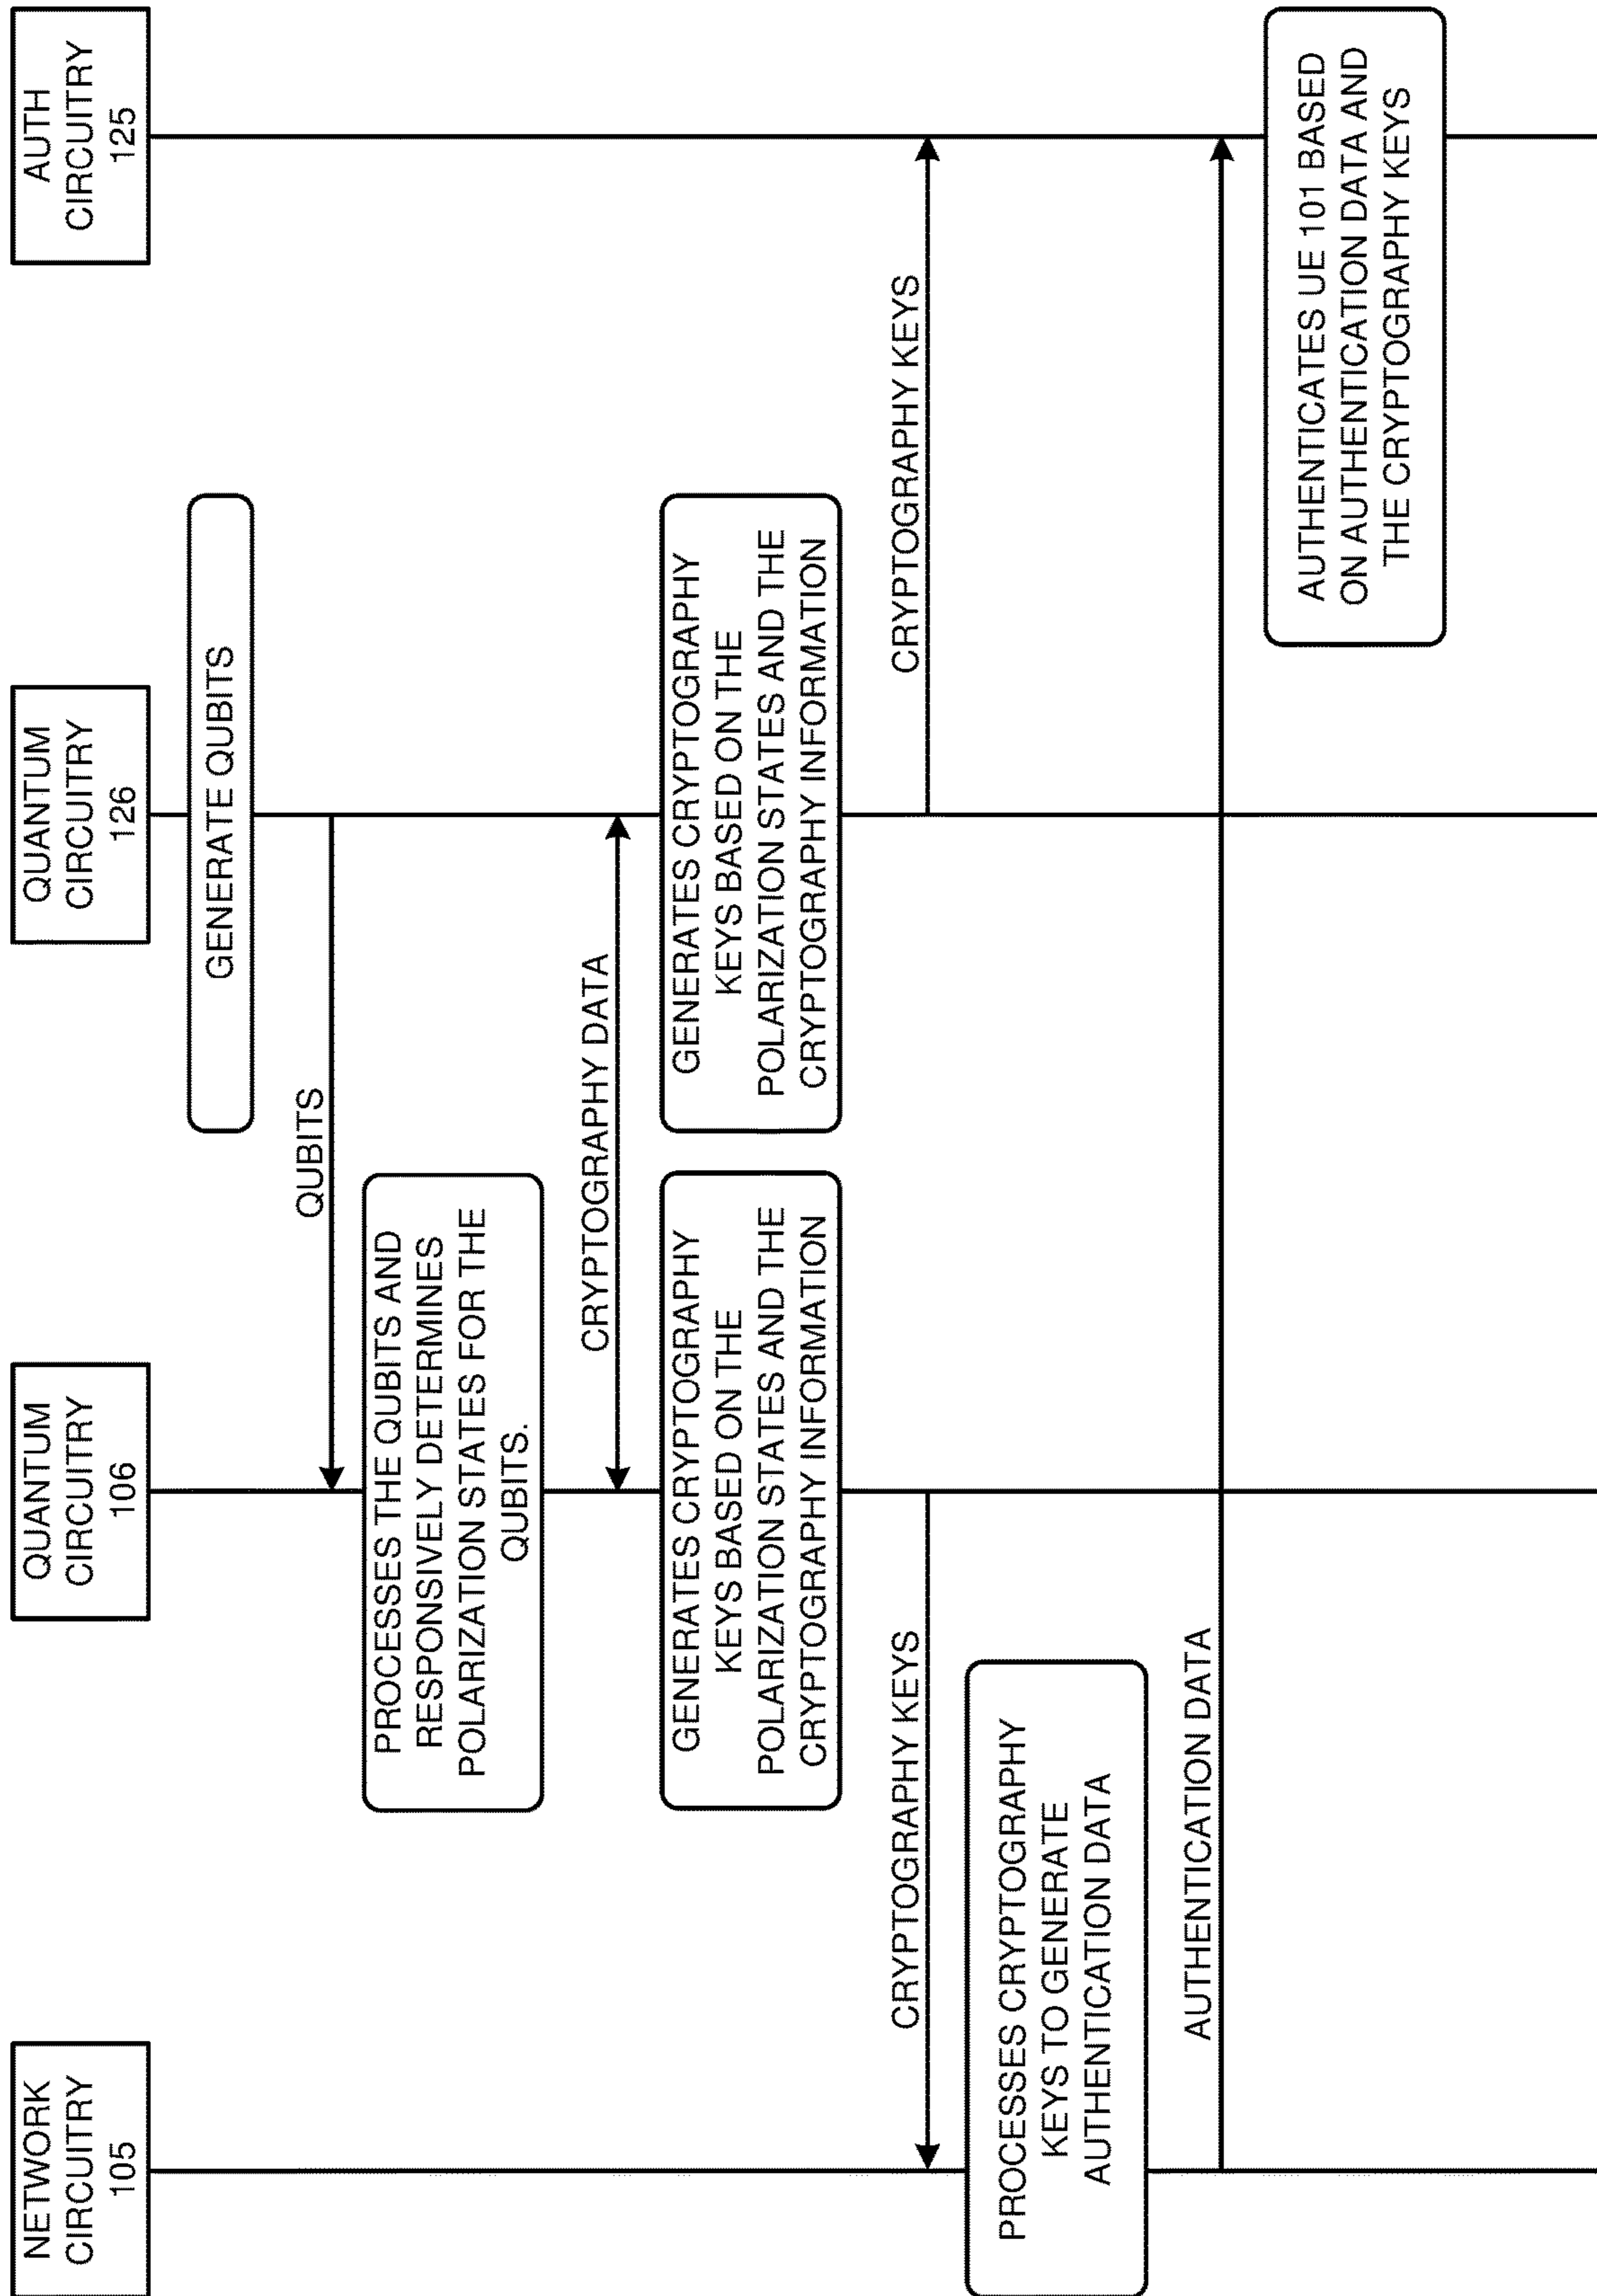 NETWORK
CIRCUITRY
105
QUANTUM
CIRCUITRY
106
QUANTUM
CIRCUITRY
126
AUTH
CIRCUITRY
125
GENERATE QUBITS
QUBITS
PROCESSES THE QUBITS AND
RESPONSIVELY DETERMINES
POLARIZATION STATES FOR THE
QUBITS.
CRYPTOGRAPHY DATA
GENERATES CRYPTOGRAPHY
KEYS BASED ON THE
POLARIZATION STATES AND THE
CRYPTOGRAPHY INFORMATION
GENERATES CRYPTOGRAPHY
KEYS BASED ON THE
POLARIZATION STATES AND THE
CRYPTOGRAPHY INFORMATION
CRYPTOGRAPHY KEYS
CRYPTOGRAPHY KEYS
PROCESSES CRYPTOGRAPHY
KEYS TO GENERATE
AUTHENTICATION DATA
AUTHENTICATION DATA
AUTHENTICATES UE 101 BASED
ON AUTHENTICATION DATA AND
THE CRYPTOGRAPHY KEYS